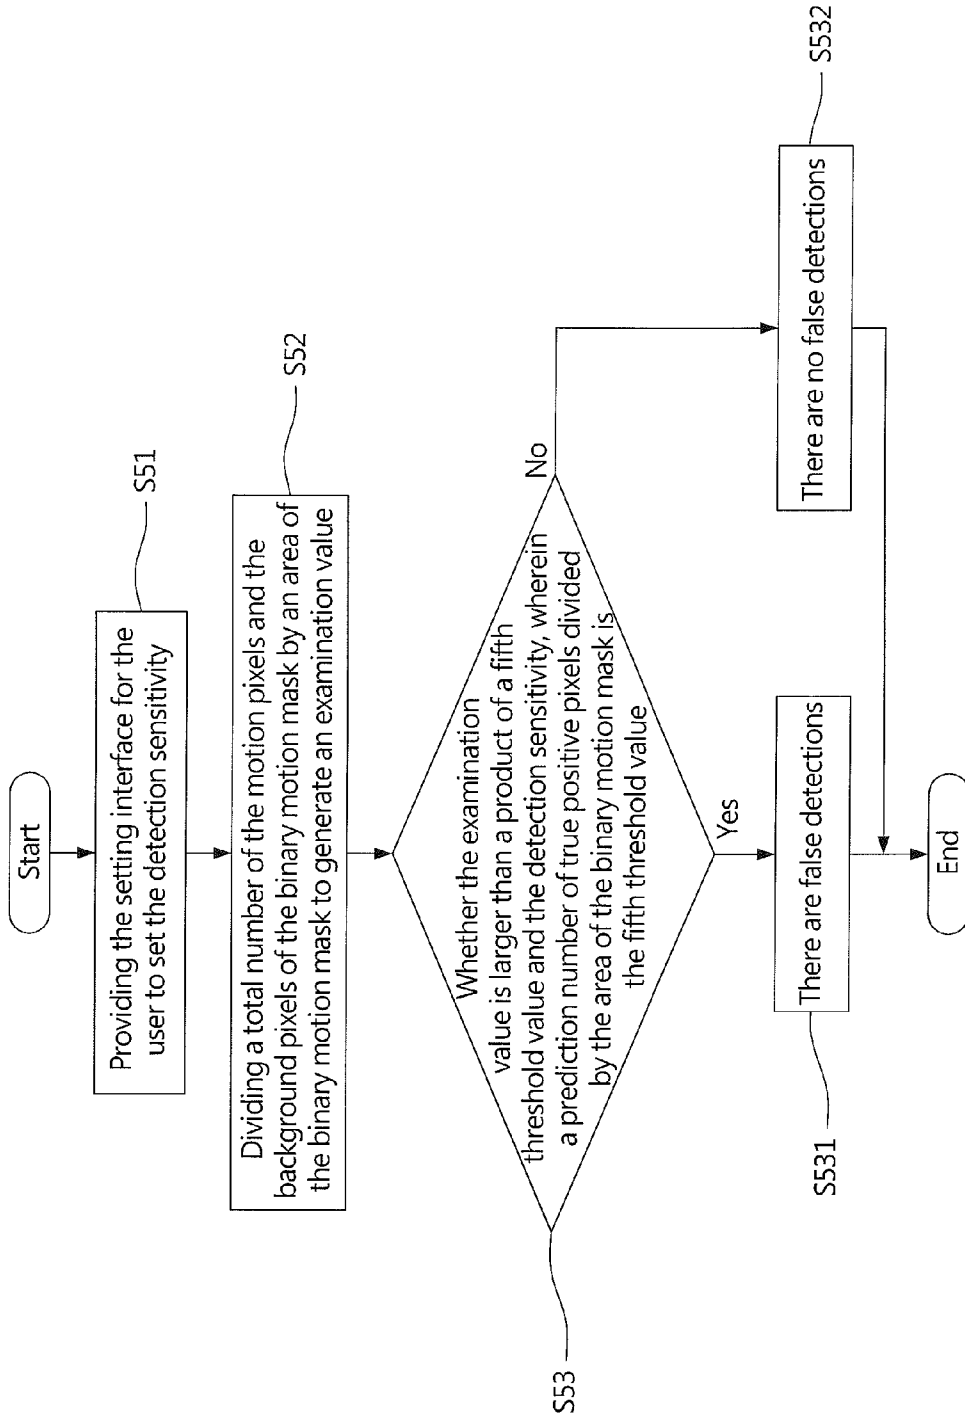 Start
Providing the setting interface for the
user to set the detection sensitivity
S51
Dividing a total number of the motion pixels and the
background pixels of the binary motion mask by an area of
the binary motion mask to generate an examination value
S52
Whether the examination
value is larger than a product of a fifth
threshold value and the detection sensitivity, wherein
a prediction number of true positive pixels divided
by the area of the binary motion mask is
the fifth threshold value
S53
No
Yes
There are false detections
S531
There are no false detections
S532
End